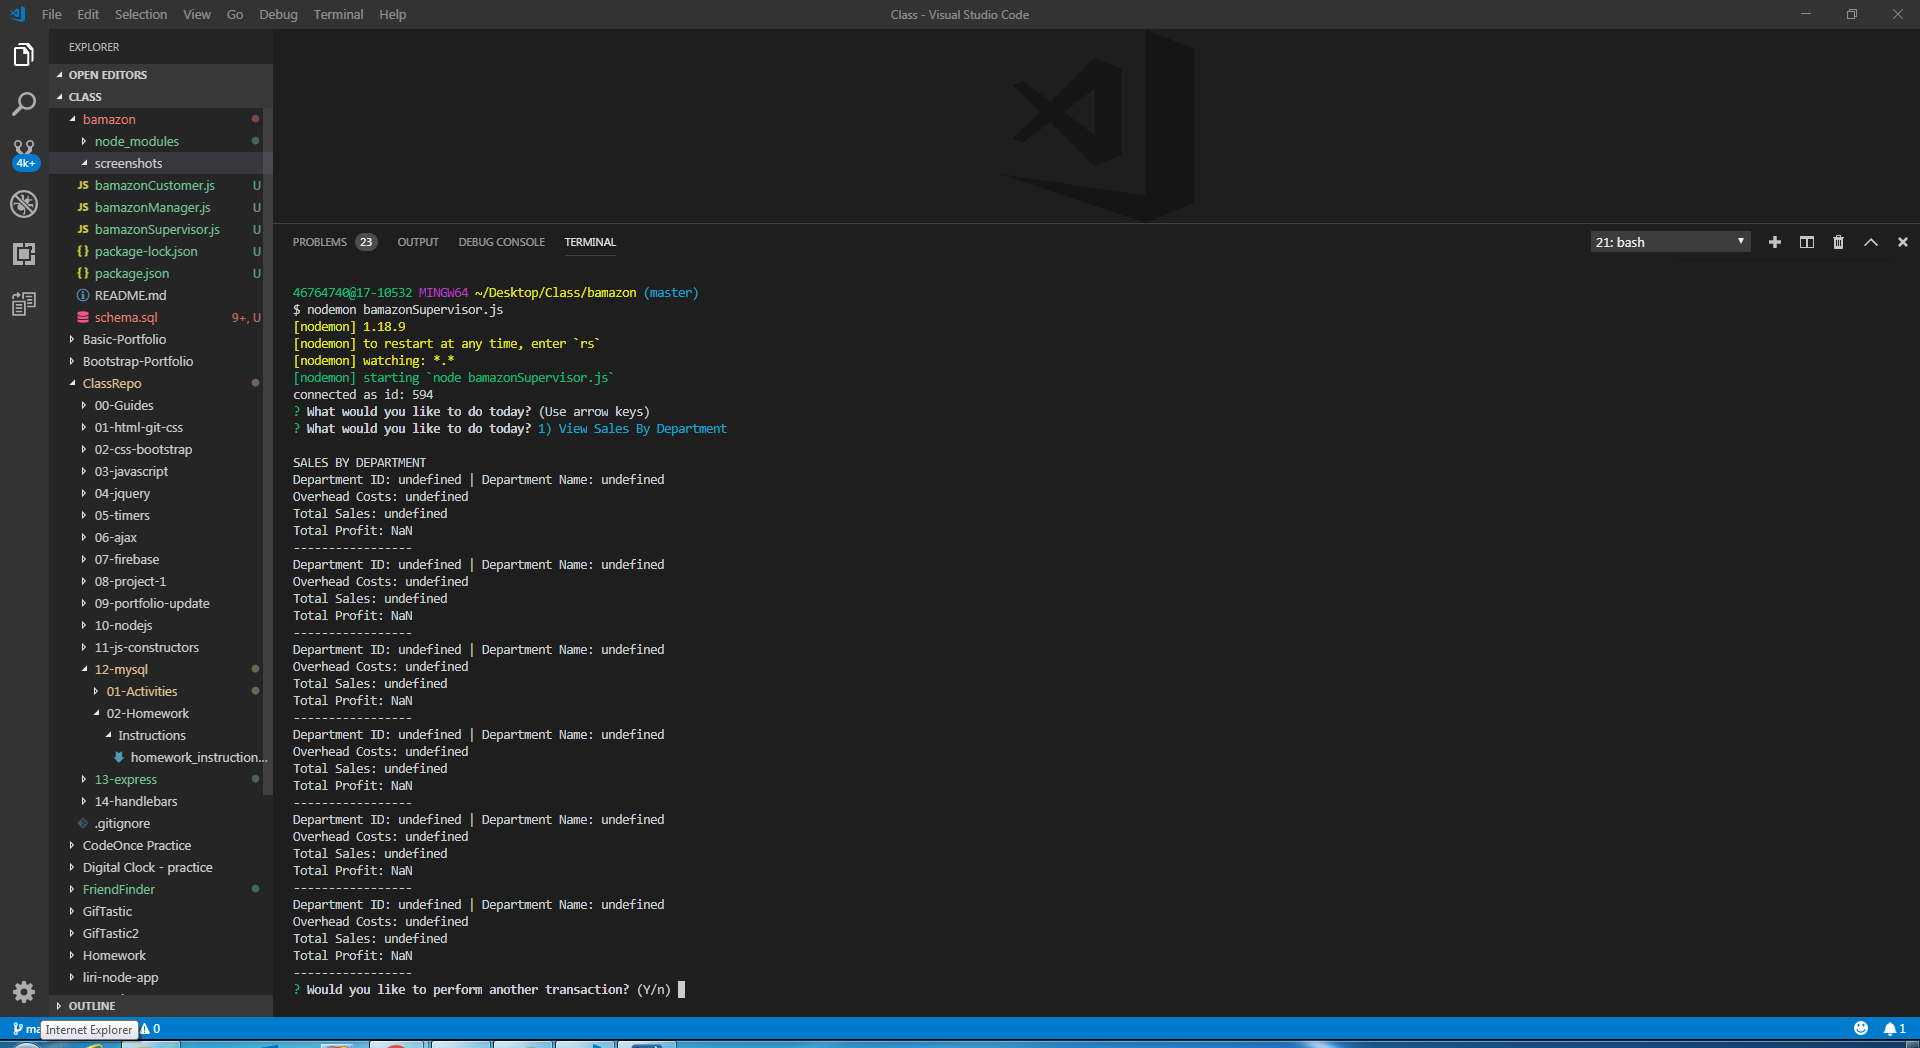 File Edit Selection View Go Debug Terminal Help
Class - Visual Studio Code
EXPLORER
OPEN EDITORS
CLASS
bamazon
node_modules
screenshots
JS bamazonCustomer.js U
JS bamazonManager.js U
JS bamazonSupervisor.js U
{} package-lock.json U
{} package.json U
README.md
schema.sql 9+, U
Basic-Portfolio
Bootstrap-Portfolio
ClassRepo
00-Guides
01-html-git-css
02-css-bootstrap
03-javascript
04-jquery
05-timers
06-ajax
07-firebase
08-project-1
09-portfolio-update
10-nodejs
11-js-constructors
12-mysql
01-Activities
02-Homework
Instructions
homework_instruction...
13-express
14-handlebars
.gitignore
CodeOnce Practice
Digital Clock - practice
FriendFinder
GifTastic
GifTastic2
Homework
liri-node-app
OUTLINE
4k+
PROBLEMS 23 OUTPUT DEBUG CONSOLE TERMINAL
21: bash
46764740@17-10532 MINGW64 ~/Desktop/Class/bamazon (master)
$ nodemon bamazonSupervisor.js
[nodemon] 1.18.9
[nodemon] to restart at any time, enter `rs`
[nodemon] watching: *.*
[nodemon] starting `node bamazonSupervisor.js`
connected as id: 594
? What would you like to do today? (Use arrow keys)
? What would you like to do today? 1) View Sales By Department
SALES BY DEPARTMENT
Department ID: undefined | Department Name: undefined
Overhead Costs: undefined
Total Sales: undefined
Total Profit: NaN
-----------------
Department ID: undefined | Department Name: undefined
Overhead Costs: undefined
Total Sales: undefined
Total Profit: NaN
-----------------
Department ID: undefined | Department Name: undefined
Overhead Costs: undefined
Total Sales: undefined
Total Profit: NaN
-----------------
Department ID: undefined | Department Name: undefined
Overhead Costs: undefined
Total Sales: undefined
Total Profit: NaN
-----------------
Department ID: undefined | Department Name: undefined
Overhead Costs: undefined
Total Sales: undefined
Total Profit: NaN
-----------------
Department ID: undefined | Department Name: undefined
Overhead Costs: undefined
Total Sales: undefined
Total Profit: NaN
-----------------
? Would you like to perform another transaction? (Y/n)
ma Internet Explorer 0
1